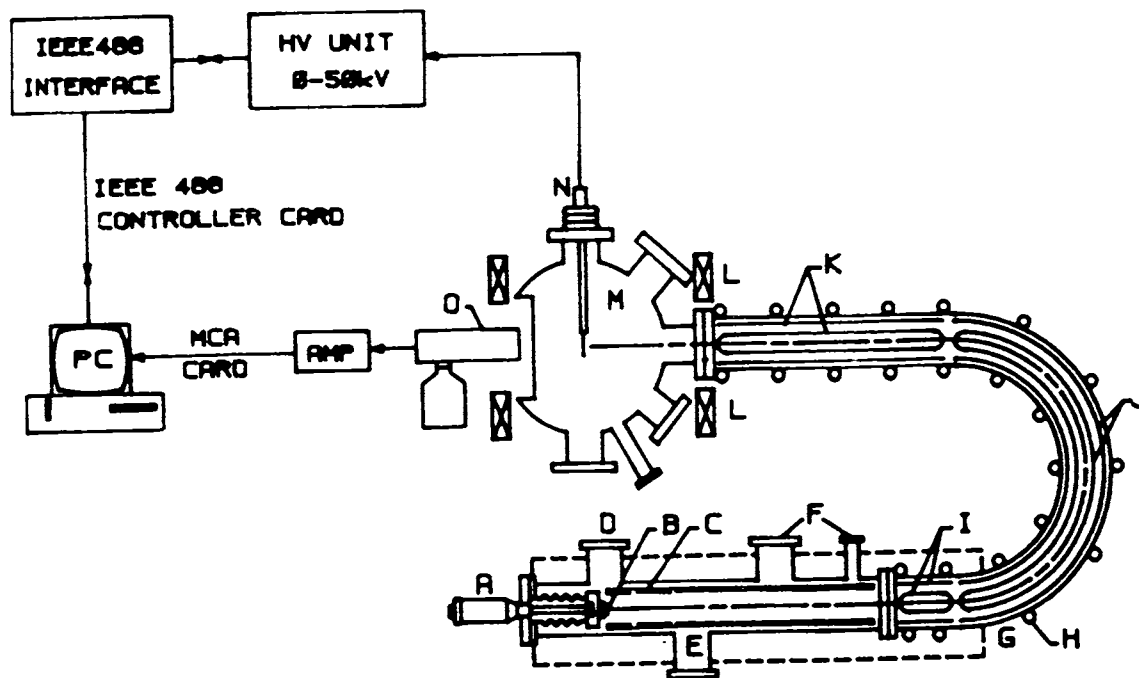 IEEE488
INTERFACE
HV UNIT
0-50kV
IEEE 488
CONTROLLER CARD
N
L
K
M
O
MCA
CARD
AMP
PC
L
J
D
B
C
F
I
A
E
G
H